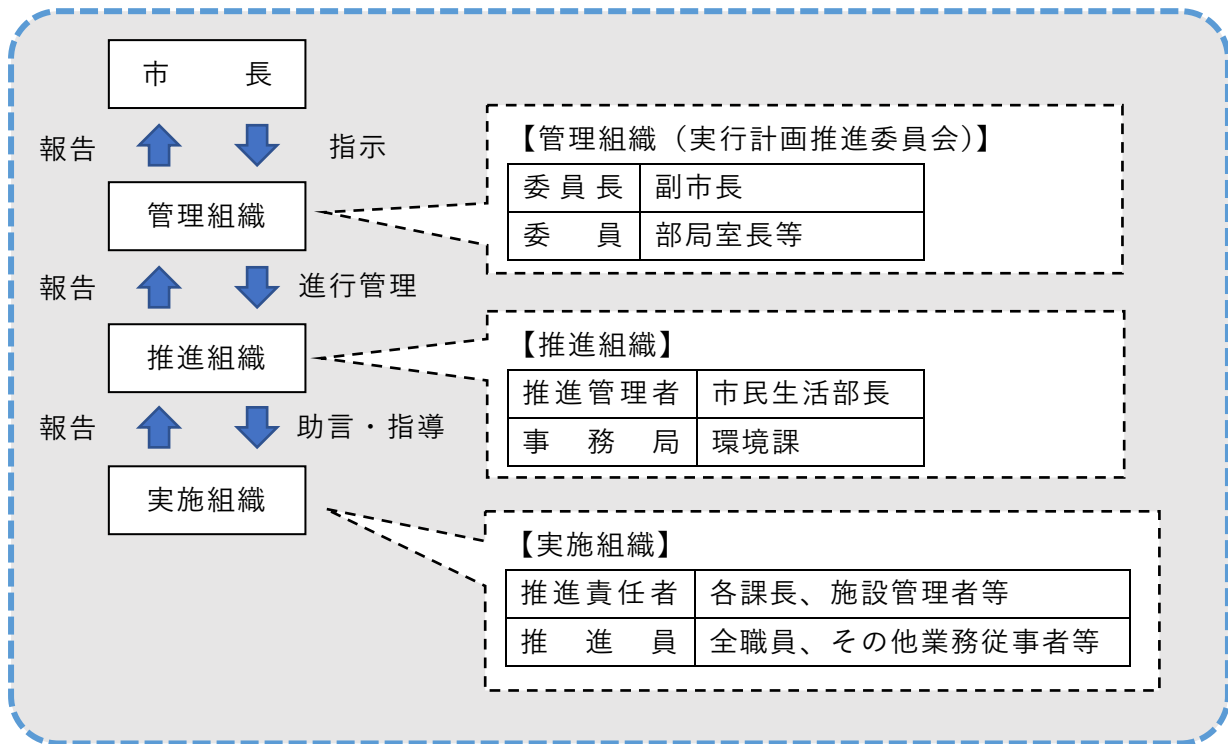 市　　長
報告
指示
管理組織
報告
進行管理
推進組織
報告
助言・指導
実施組織
【管理組織（実行計画推進委員会）】
委員長 副市長
委　員 部局室長等
【推進組織】
推進管理者 市民生活部長
事　務　局 環境課
【実施組織】
推進責任者 各課長、施設管理者等
推　進　員 全職員、その他業務従事者等